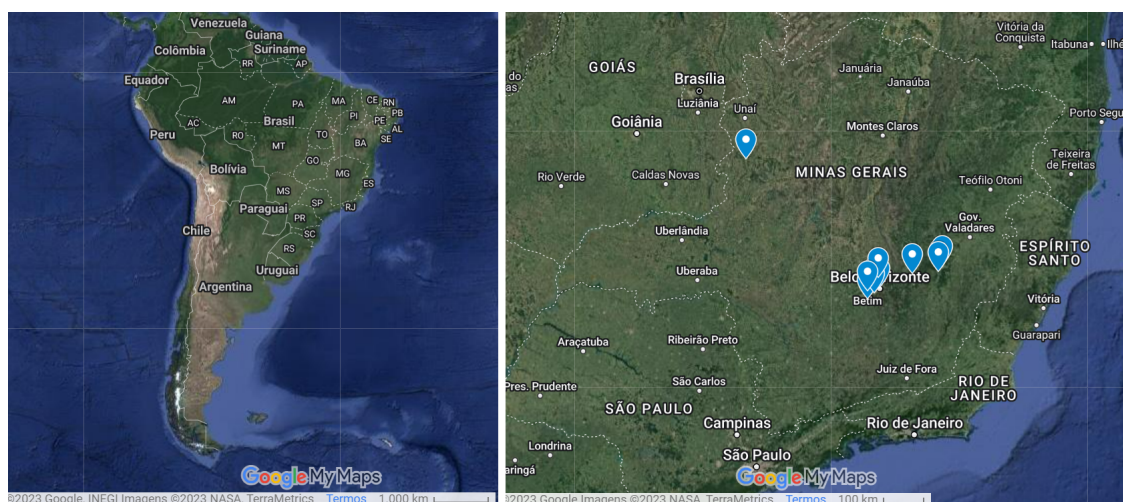 Venezuela
Guiana
Suriname
Colômbia
RR
AP
Equador
AM
PA
MA
CE
RN
PB
PI
PE
AL
SE
Brasil
AC
RO
TO
BA
Peru
MT
GO
Bolívia
MG
MS
ES
SP
RJ
Paraguai
PR
Chile
SC
RS
Uruguai
Argentina
Google My Maps
©2023 Google, INEGI Imagens ©2023 NASA, TerraMetrics Termos 1.000 km
Vitória da
Conquista
Itabuna
GOIÁS
Januária
Janaúba
Brasília
Luziânia
Unaí
Goiânia
Montes Claros
Porto Segu
Teixeira
de Freitas
Rio Verde
Caldas Novas
MINAS GERAIS
Teófilo Otoni
Gov.
Valadares
Uberlândia
ESPÍRITO
SANTO
Uberaba
Betim
Vitória
Guarapari
Araçatuba
Ribeirão Preto
Juiz de Fora
Pres. Prudente
São Carlos
RIO DE
JANEIRO
SÃO PAULO
Campinas
Rio de Janeiro
Londrina
São Paulo
aringá
Google My Maps
©2023 Google Imagens ©2023 NASA, TerraMetrics Termos 100 km